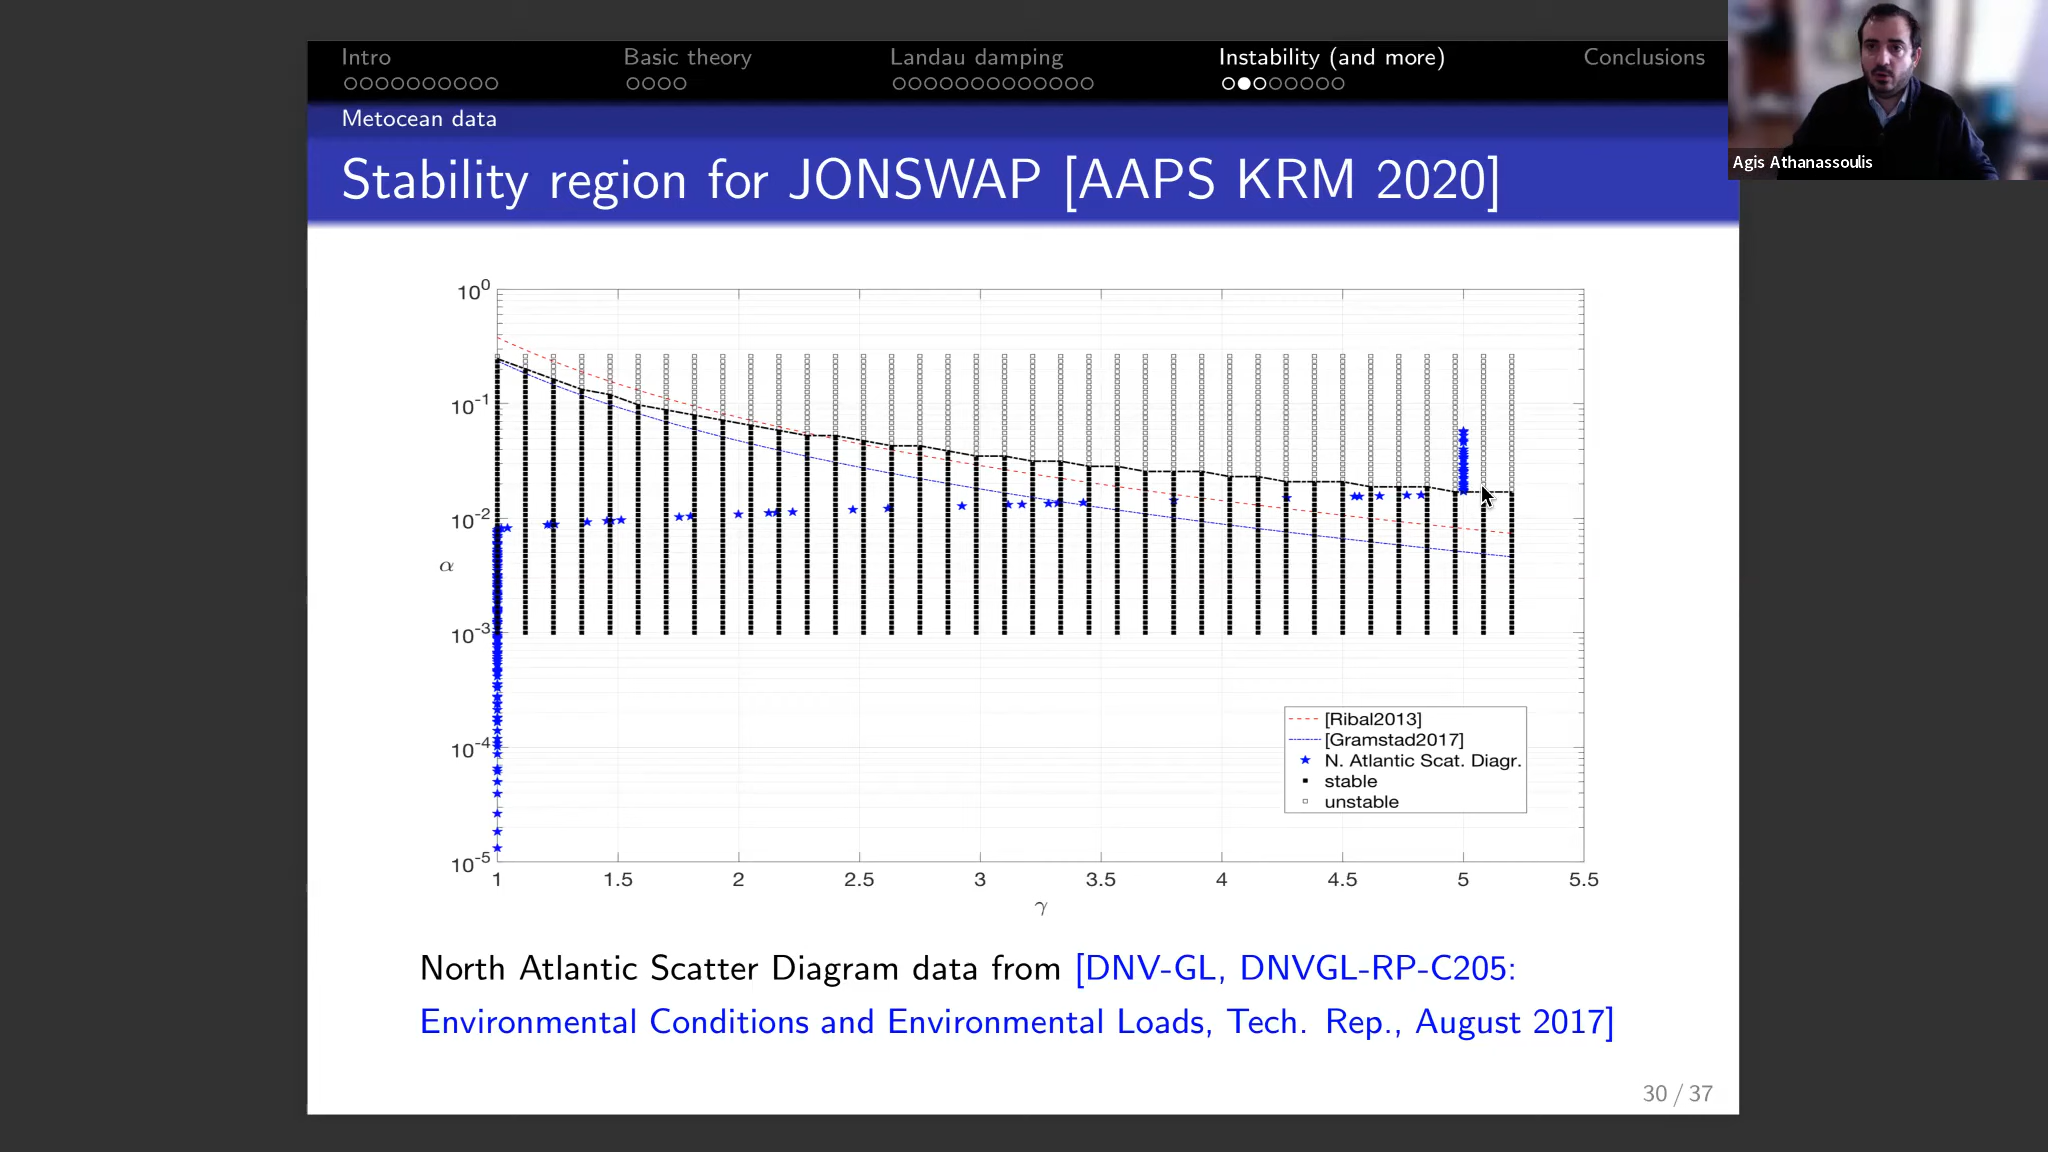 Intro Basic theory Landau damping Instability (and more) Conclusions
Metocean data
Stability region for JONSWAP [AAPS KRM 2020]
Agis Athanassoulis
10^0
10^-1
10^-2
10^-3
10^-4
10^-5
α
1 1.5 2 2.5 3 3.5 4 4.5 5 5.5
γ
[Ribal2013]
[Gramstad2017]
N. Atlantic Scat. Diagr.
stable
unstable
North Atlantic Scatter Diagram data from [DNV-GL, DNVGL-RP-C205:
Environmental Conditions and Environmental Loads, Tech. Rep., August 2017]
30 / 37